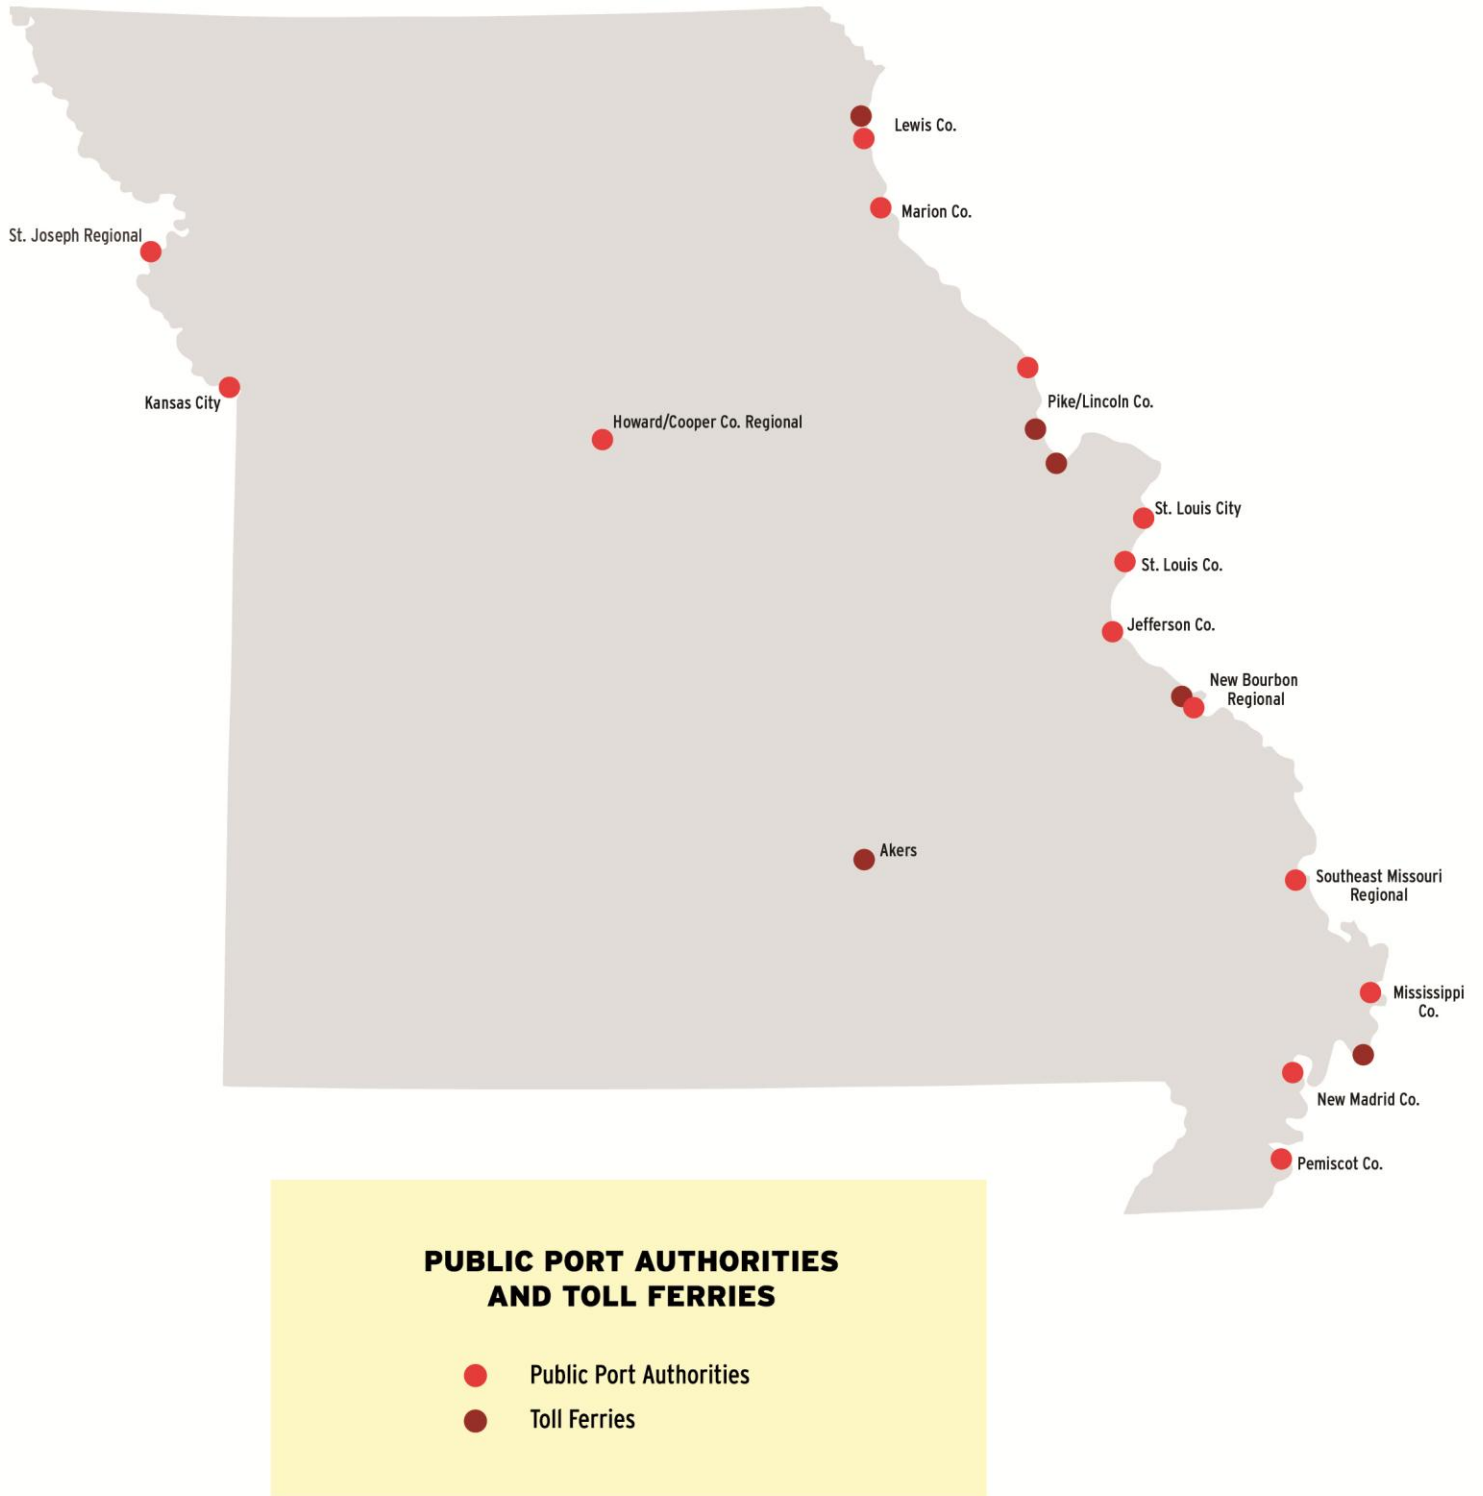 Lewis Co.
Marion Co.
St. Joseph Regional
Kansas City
Pike/Lincoln Co.
Howard/Cooper Co. Regional
St. Louis City
St. Louis Co.
Jefferson Co.
New Bourbon
Regional
Akers
Southeast Missouri
Regional
Mississippi
Co.
New Madrid Co.
Pemiscot Co.
PUBLIC PORT AUTHORITIES
AND TOLL FERRIES
Public Port Authorities
Toll Ferries